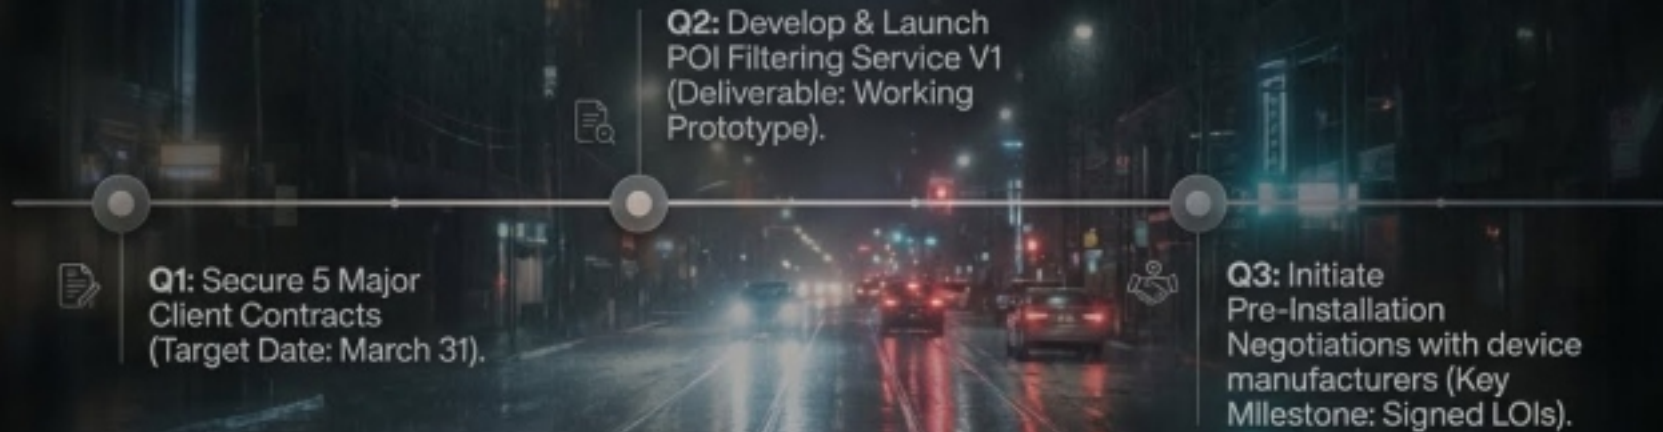 Q1: Secure 5 Major
Client Contracts
(Target Date: March 31).
Q2: Develop & Launch
POI Filtering Service V1
(Deliverable: Working
Prototype).
Q3: Initiate
Pre-Installation
Negotiations with device
manufacturers (Key
MIlestone: Signed LOIs).